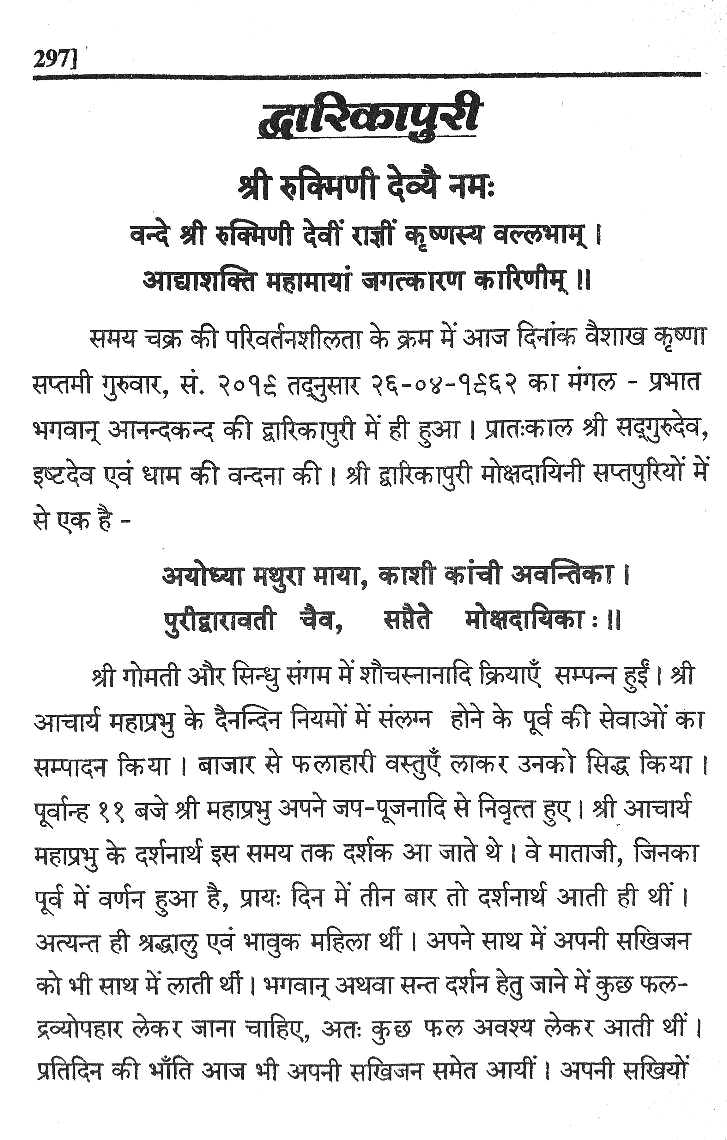 297]
द्वारिकापुरी
श्री रुक्मिणी देव्यै नमः
वन्दे श्री रुक्मिणी देवीं राज्ञीं कृष्णस्य वल्लभाम् ।
आद्याशक्ति महामायां जगत्कारण कारिणीम् ॥
समय चक्र की परिवर्तनशीलता के क्रम में आज दिनांक वैशाख कृष्णा
सप्तमी गुरुवार, सं. २०१९ तद्नुसार २६-०४-१९६२ का मंगल - प्रभात
भगवान् आनन्दकन्द की द्वारिकापुरी में ही हुआ । प्रातःकाल श्री सद्गुरुदेव,
इष्टदेव एवं धाम की वन्दना की । श्री द्वारिकापुरी मोक्षदायिनी सप्तपुरियों में
से एक है -
अयोध्या मथुरा माया, काशी कांची अवन्तिका ।
पुरीद्वारावती चैव, सप्तैते मोक्षदायिकाः ॥
श्री गोमती और सिन्धु संगम में शौचस्नानादि क्रियाएँ सम्पन्न हुईं । श्री
आचार्य महाप्रभु के दैनन्दिन नियमों में संलग्न होने के पूर्व की सेवाओं का
सम्पादन किया । बाजार से फलाहारी वस्तुएँ लाकर उनको सिद्ध किया ।
पूर्वान्ह ११ बजे श्री महाप्रभु अपने जप-पूजनादि से निवृत्त हुए । श्री आचार्य
महाप्रभु के दर्शनार्थ इस समय तक दर्शक आ जाते थे । वे माताजी, जिनका
पूर्व में वर्णन हुआ है, प्रायः दिन में तीन बार तो दर्शनार्थ आती ही थीं ।
अत्यन्त ही श्रद्धालु एवं भावुक महिला थीं । अपने साथ में अपनी सखिजन
को भी साथ में लाती थीं । भगवान् अथवा सन्त दर्शन हेतु जाने में कुछ फल-
द्रव्योपहार लेकर जाना चाहिए, अतः कुछ फल अवश्य लेकर आती थीं ।
प्रतिदिन की भाँति आज भी अपनी सखिजन समेत आयीं । अपनी सखियों